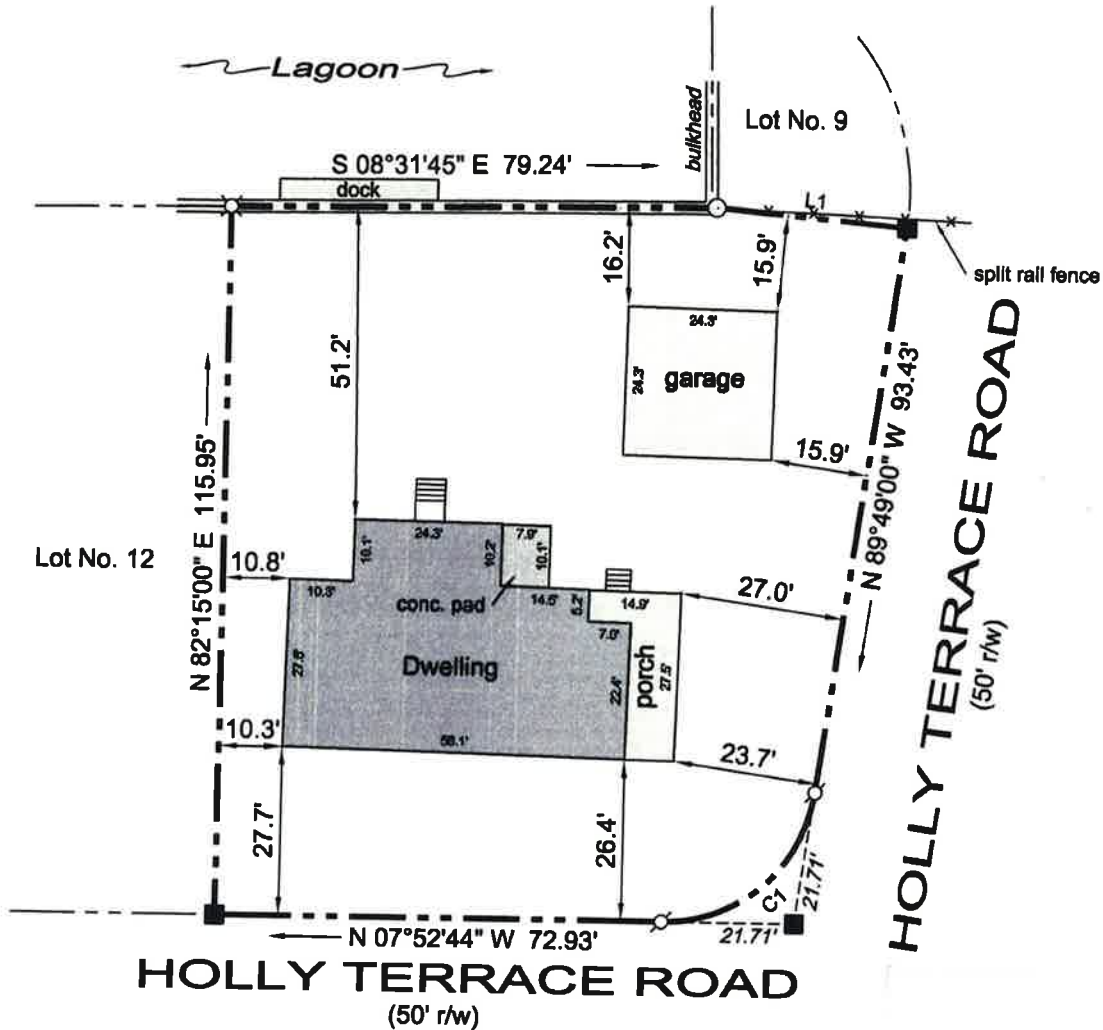 Lagoon
bulkhead
Lot No. 9
S 08°31'45" E 79.24'
dock
L1
split rail fence
16.2'
15.9'
24.3'
24.3'
garage
51.2'
15.9'
N 82°15'00" E 115.95'
N 89°49'00" W 93.43'
HOLLY TERRACE ROAD
(50' r/w)
Lot No. 12
10.8'
24.3'
7.9'
10.1'
10.2'
10.1'
10.3'
conc. pad
14.5'
5.2'
14.9'
27.0'
7.0'
Dwelling
22.4'
porch
27.5'
10.3'
23.7'
27.7'
26.4'
C1
21.71'
21.71'
N 07°52'44" W 72.93'
HOLLY TERRACE ROAD
(50' r/w)